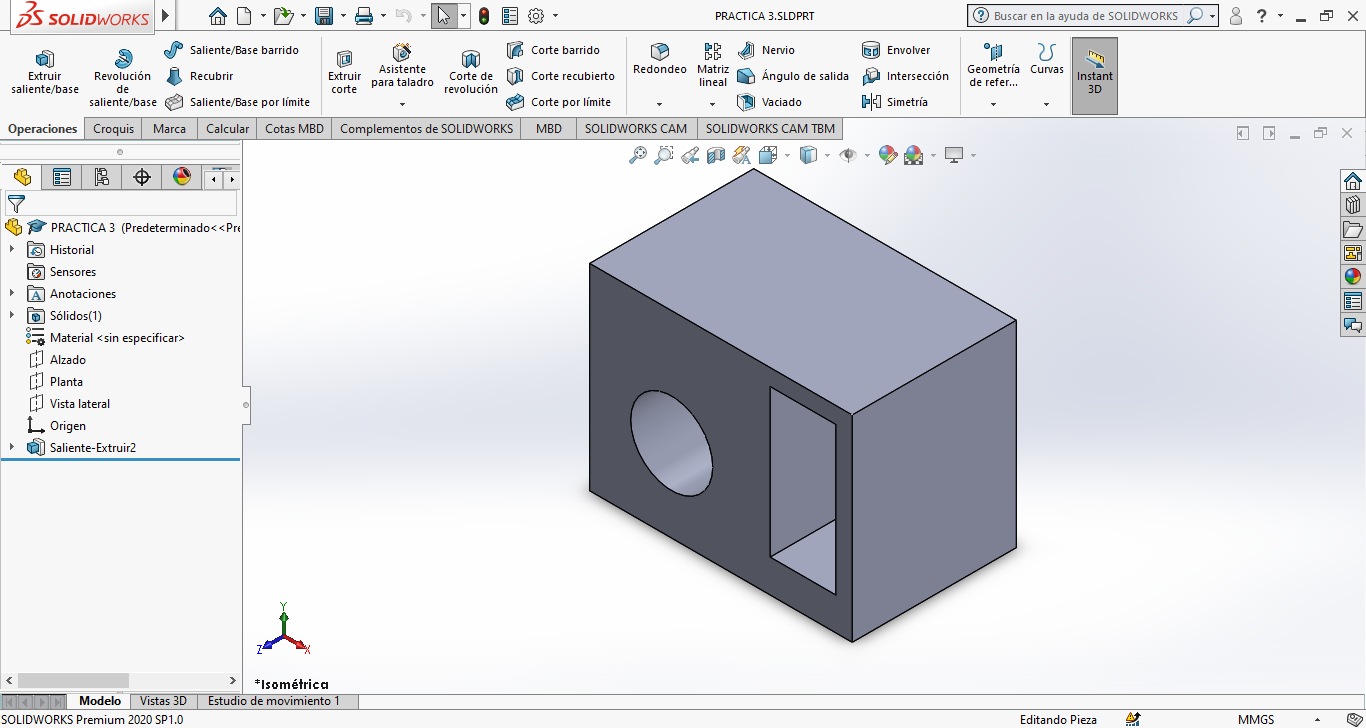 SOLIDWORKS
PRACTICA 3.SLDPRT
Buscar en la ayuda de SOLIDWORKS
?
Extruir saliente/base
Revolución de saliente/base
Saliente/Base barrido
Recubrir
Saliente/Base por límite
Extruir corte
Asistente para taladro
Corte de revolución
Corte barrido
Corte recubierto
Corte por límite
Redondeo
Matriz lineal
Nervio
Ángulo de salida
Vaciado
Envolver
Intersección
Simetría
Geometría de refer...
Curvas
Instant 3D
Operaciones
Croquis
Marca
Calcular
Cotas MBD
Complementos de SOLIDWORKS
MBD
SOLIDWORKS CAM
SOLIDWORKS CAM TBM
PRACTICA 3 (Predeterminado<<Pre
Historial
Sensores
Anotaciones
Sólidos(1)
Material <sin especificar>
Alzado
Planta
Vista lateral
Origen
Saliente-Extruir2
Y
Z
X
*Isométrica
Modelo
Vistas 3D
Estudio de movimiento 1
SOLIDWORKS Premium 2020 SP1.0
Editando Pieza
MMGS